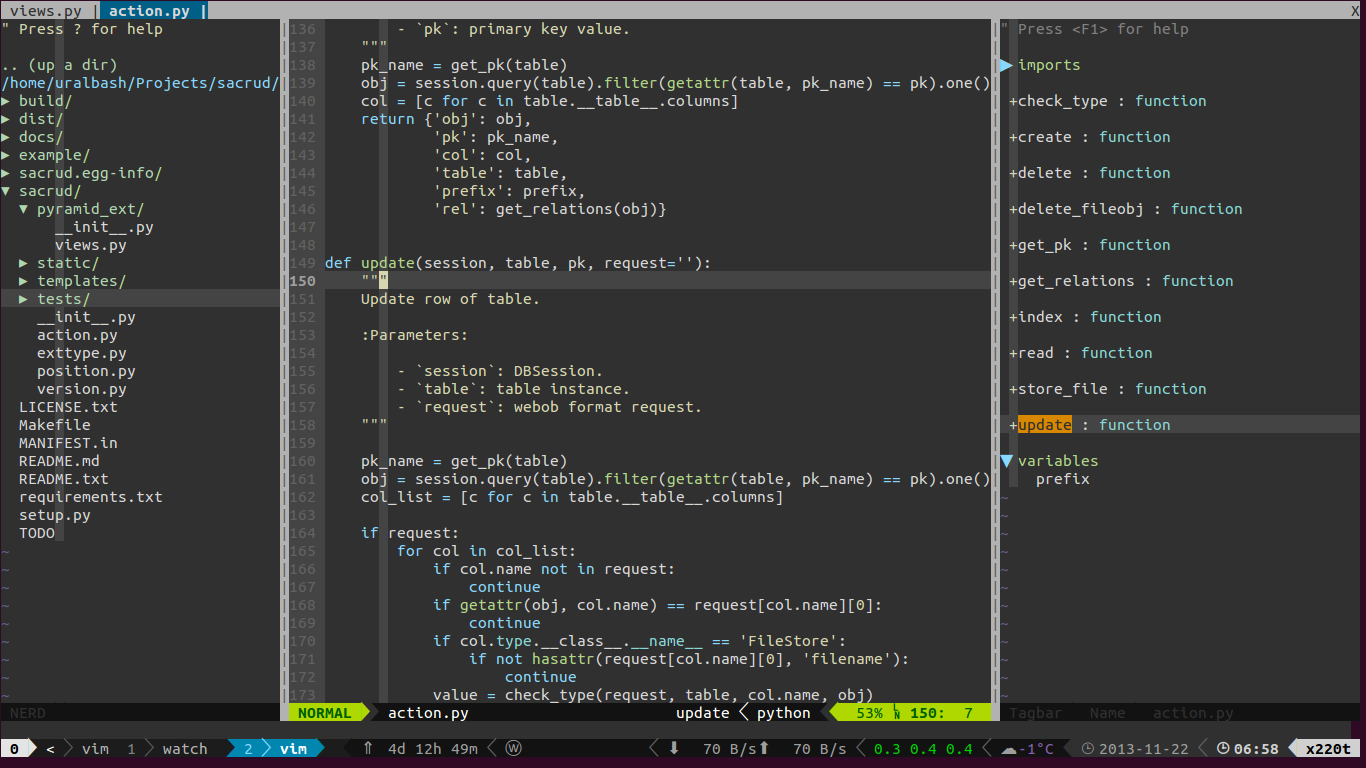 views.py | action.py | X
" Press ? for help
.. (up a dir)
/home/uralbash/Projects/sacrud/
▶ build/
▶ dist/
▶ docs/
▶ example/
▶ sacrud.egg-info/
▼ sacrud/
▼ pyramid_ext/
__init__.py
views.py
▶ static/
▶ templates/
▶ tests/
__init__.py
action.py
exttype.py
position.py
version.py
LICENSE.txt
Makefile
MANIFEST.in
README.md
README.txt
requirements.txt
setup.py
TODO
NERD
136         - `pk`: primary key value.
137     """
138     pk_name = get_pk(table)
139     obj = session.query(table).filter(getattr(table, pk_name) == pk).one()
140     col = [c for c in table.__table__.columns]
141     return {'obj': obj,
142             'pk': pk_name,
143             'col': col,
144             'table': table,
145             'prefix': prefix,
146             'rel': get_relations(obj)}
147
148
149 def update(session, table, pk, request=''):
150     """
151     Update row of table.
152
153     :Parameters:
154
155         - `session`: DBSession.
156         - `table`: table instance.
157         - `request`: webob format request.
158     """
159
160     pk_name = get_pk(table)
161     obj = session.query(table).filter(getattr(table, pk_name) == pk).one()
162     col_list = [c for c in table.__table__.columns]
163
164     if request:
165         for col in col_list:
166             if col.name not in request:
167                 continue
168             if getattr(obj, col.name) == request[col.name][0]:
169                 continue
170             if col.type.__class__.__name__ == 'FileStore':
171                 if not hasattr(request[col.name][0], 'filename'):
172                     continue
173             value = check_type(request, table, col.name, obj)
NORMAL action.py update python 53% 150: 7
" Press <F1> for help
▶ imports
+check_type : function
+create : function
+delete : function
+delete_fileobj : function
+get_pk : function
+get_relations : function
+index : function
+read : function
+store_file : function
+update : function
▼ variables
prefix
Tagbar Name action.py
0 < vim 1 watch 2 vim ⇑ 4d 12h 49m ⓦ ⬇ 70 B/s⬆ 70 B/s 0.3 0.4 0.4 ☁-1°C 2013-11-22 06:58 x220t